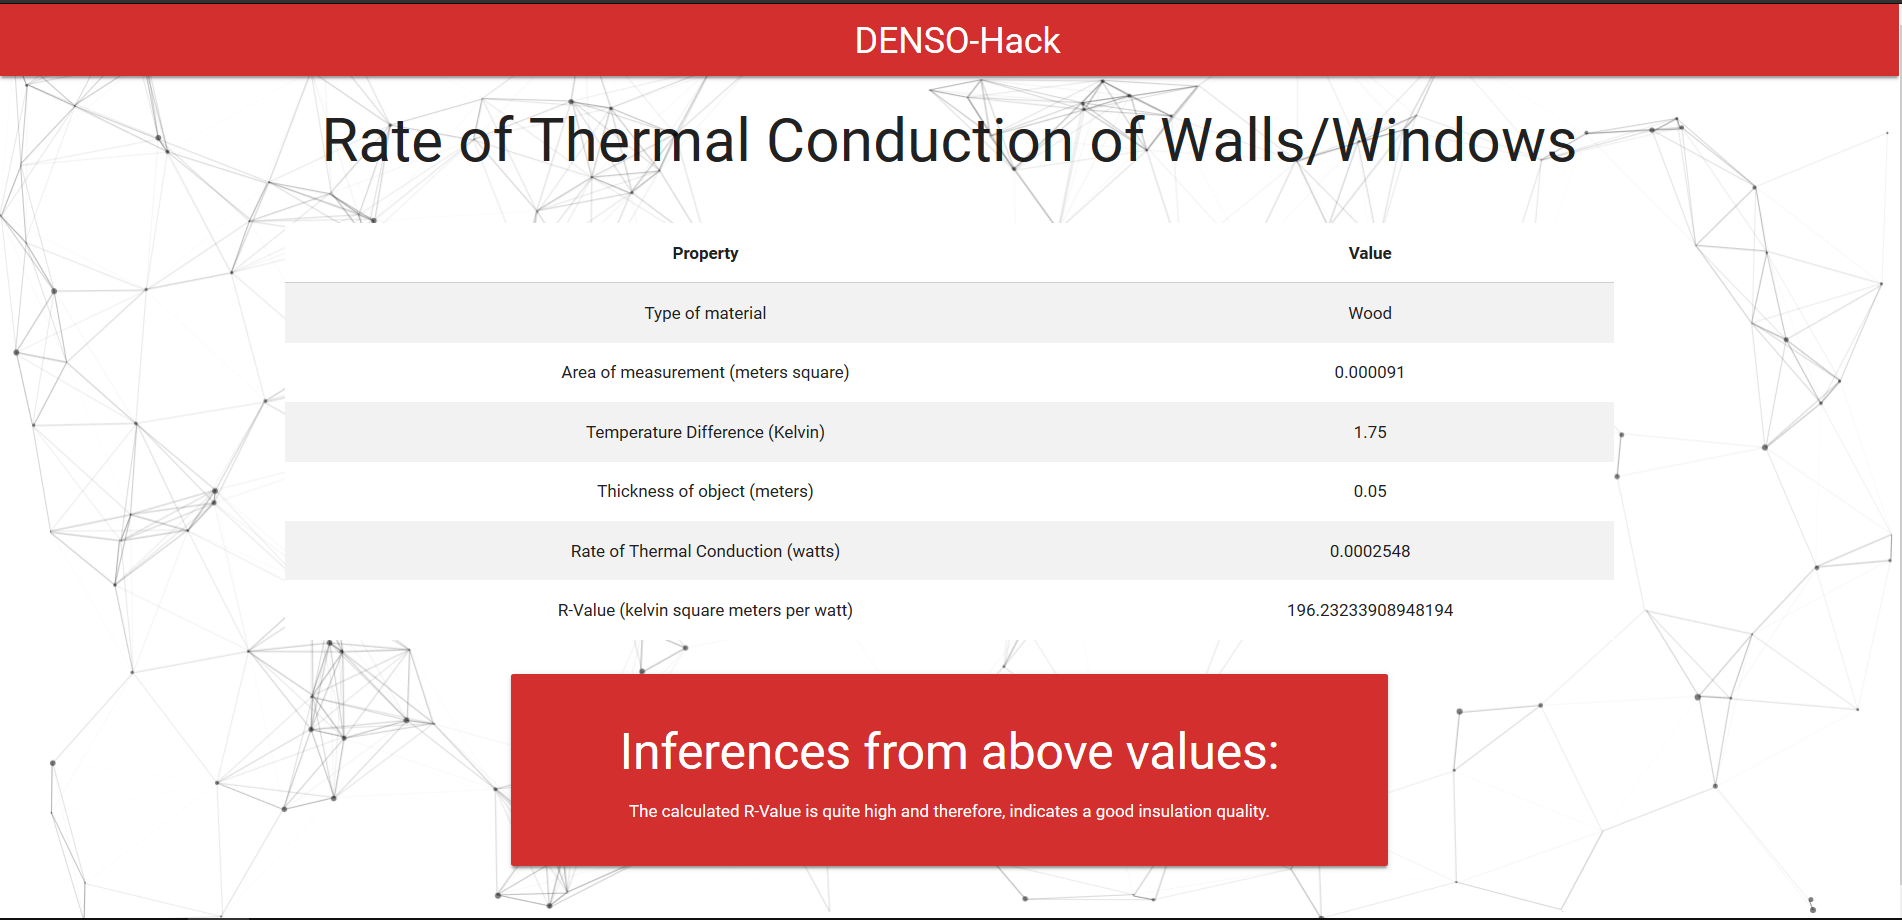 DENSO-Hack
Rate of Thermal Conduction of Walls/Windows
Property Value
Type of material Wood
Area of measurement (meters square) 0.000091
Temperature Difference (Kelvin) 1.75
Thickness of object (meters) 0.05
Rate of Thermal Conduction (watts) 0.0002548
R-Value (kelvin square meters per watt) 196.23233908948194
Inferences from above values:
The calculated R-Value is quite high and therefore, indicates a good insulation quality.